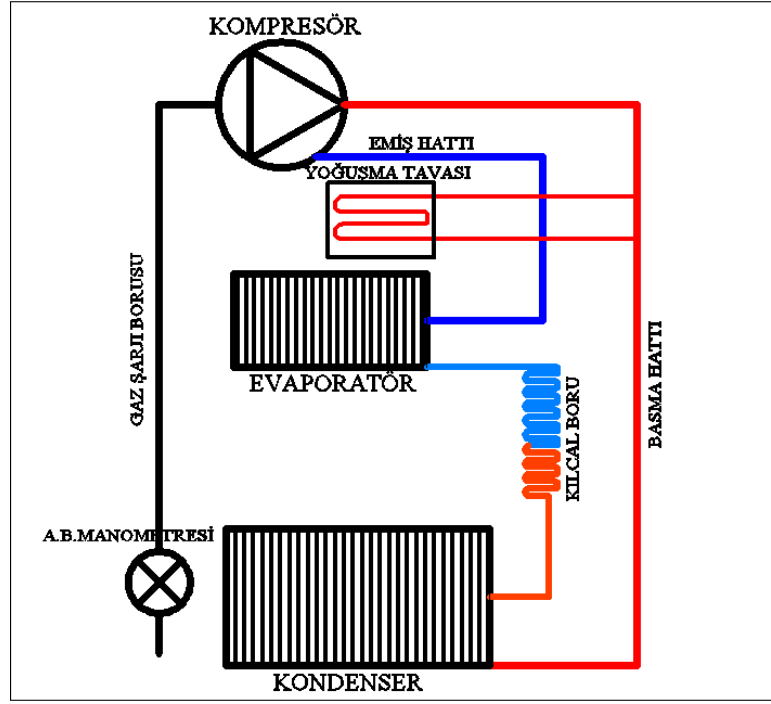 KOMPRESÖR
EMİŞ HATTI
YOĞUŞMA TAVASI
GAZ ŞARJI BORUSU
BASMA HATTI
EVAPORATÖR
KILCAL BORU
A.B.MANOMETRESİ
KONDENSER